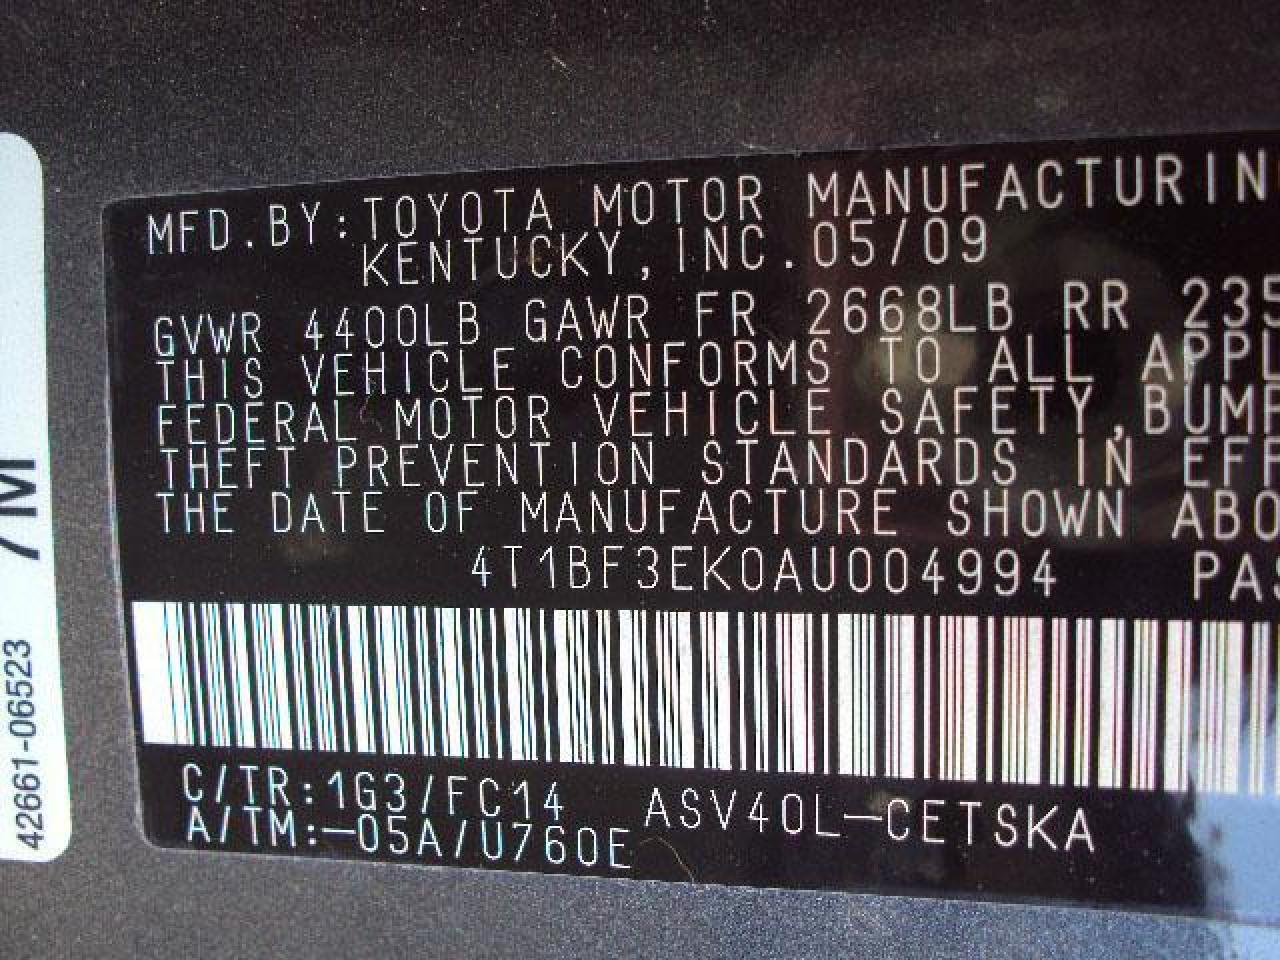 MFD.BY:TOYOTA MOTOR MANUFACTURIN
KENTUCKY, INC. 05/09
GVWR 4400LB GAWR FR 2668LB RR 235
THIS VEHICLE CONFORMS TO ALL APPL
FEDERAL MOTOR VEHICLE SAFETY,BUMP
THEFT PREVENTION STANDARDS IN EFF
THE DATE OF MANUFACTURE SHOWN ABO
4T1BF3EK0AU004994 PAS
C/TR:1G3/FC14 ASV40L-CETSKA
A/TM:-05A/U760E
42661-06523